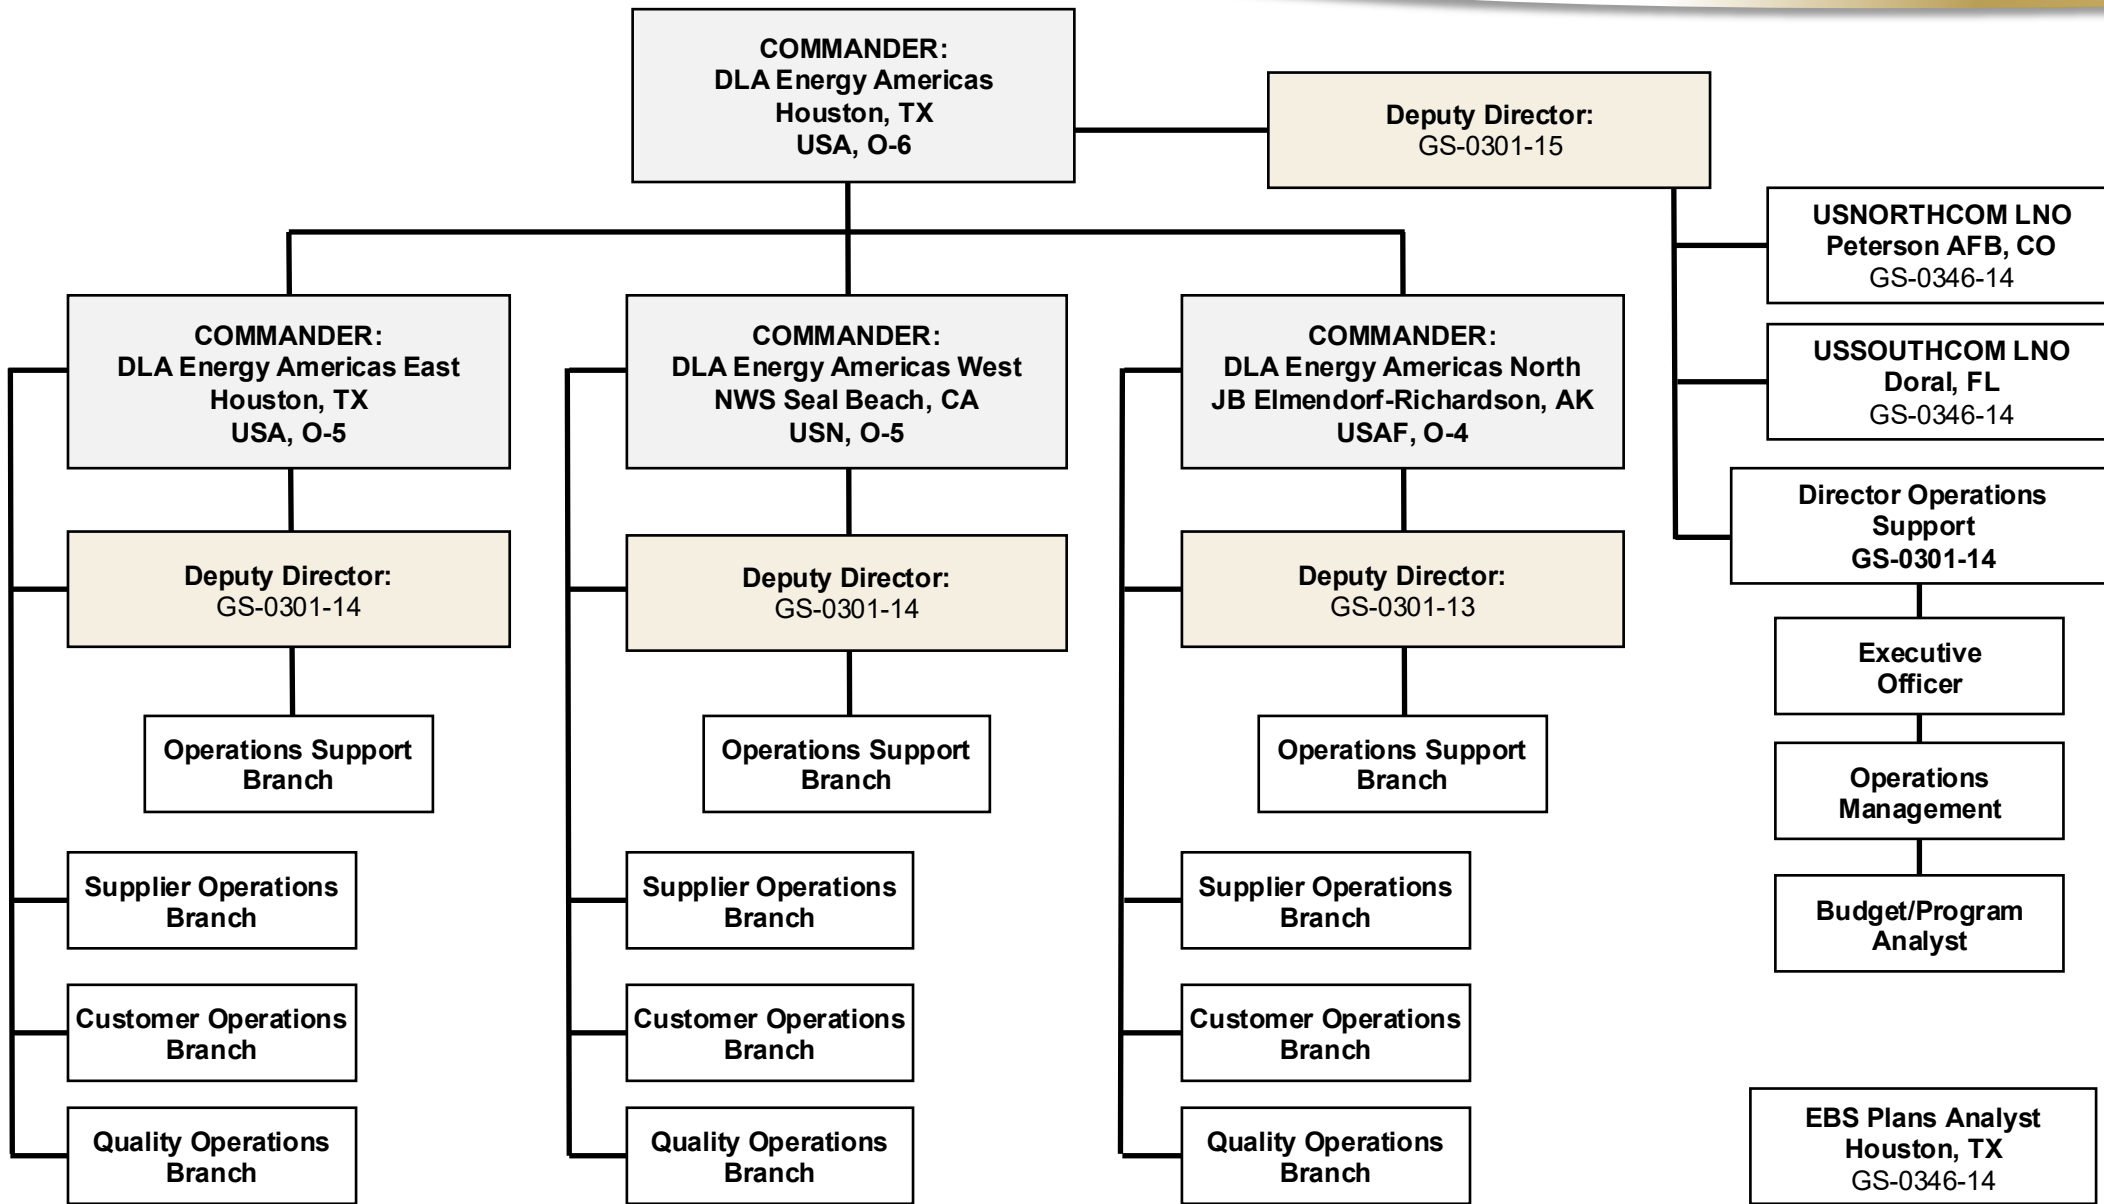 COMMANDER:
DLA Energy Americas
Houston, TX
USA, O-6
Deputy Director:
GS-0301-15
USNORTHCOM LNO
Peterson AFB, CO
GS-0346-14
USSOUTHCOM LNO
Doral, FL
GS-0346-14
Director Operations
Support
GS-0301-14
Executive
Officer
Operations
Management
Budget/Program
Analyst
EBS Plans Analyst
Houston, TX
GS-0346-14
COMMANDER:
DLA Energy Americas East
Houston, TX
USA, O-5
Deputy Director:
GS-0301-14
Operations Support
Branch
Supplier Operations
Branch
Customer Operations
Branch
Quality Operations
Branch
COMMANDER:
DLA Energy Americas West
NWS Seal Beach, CA
USN, O-5
Deputy Director:
GS-0301-14
Operations Support
Branch
Supplier Operations
Branch
Customer Operations
Branch
Quality Operations
Branch
COMMANDER:
DLA Energy Americas North
JB Elmendorf-Richardson, AK
USAF, O-4
Deputy Director:
GS-0301-13
Operations Support
Branch
Supplier Operations
Branch
Customer Operations
Branch
Quality Operations
Branch